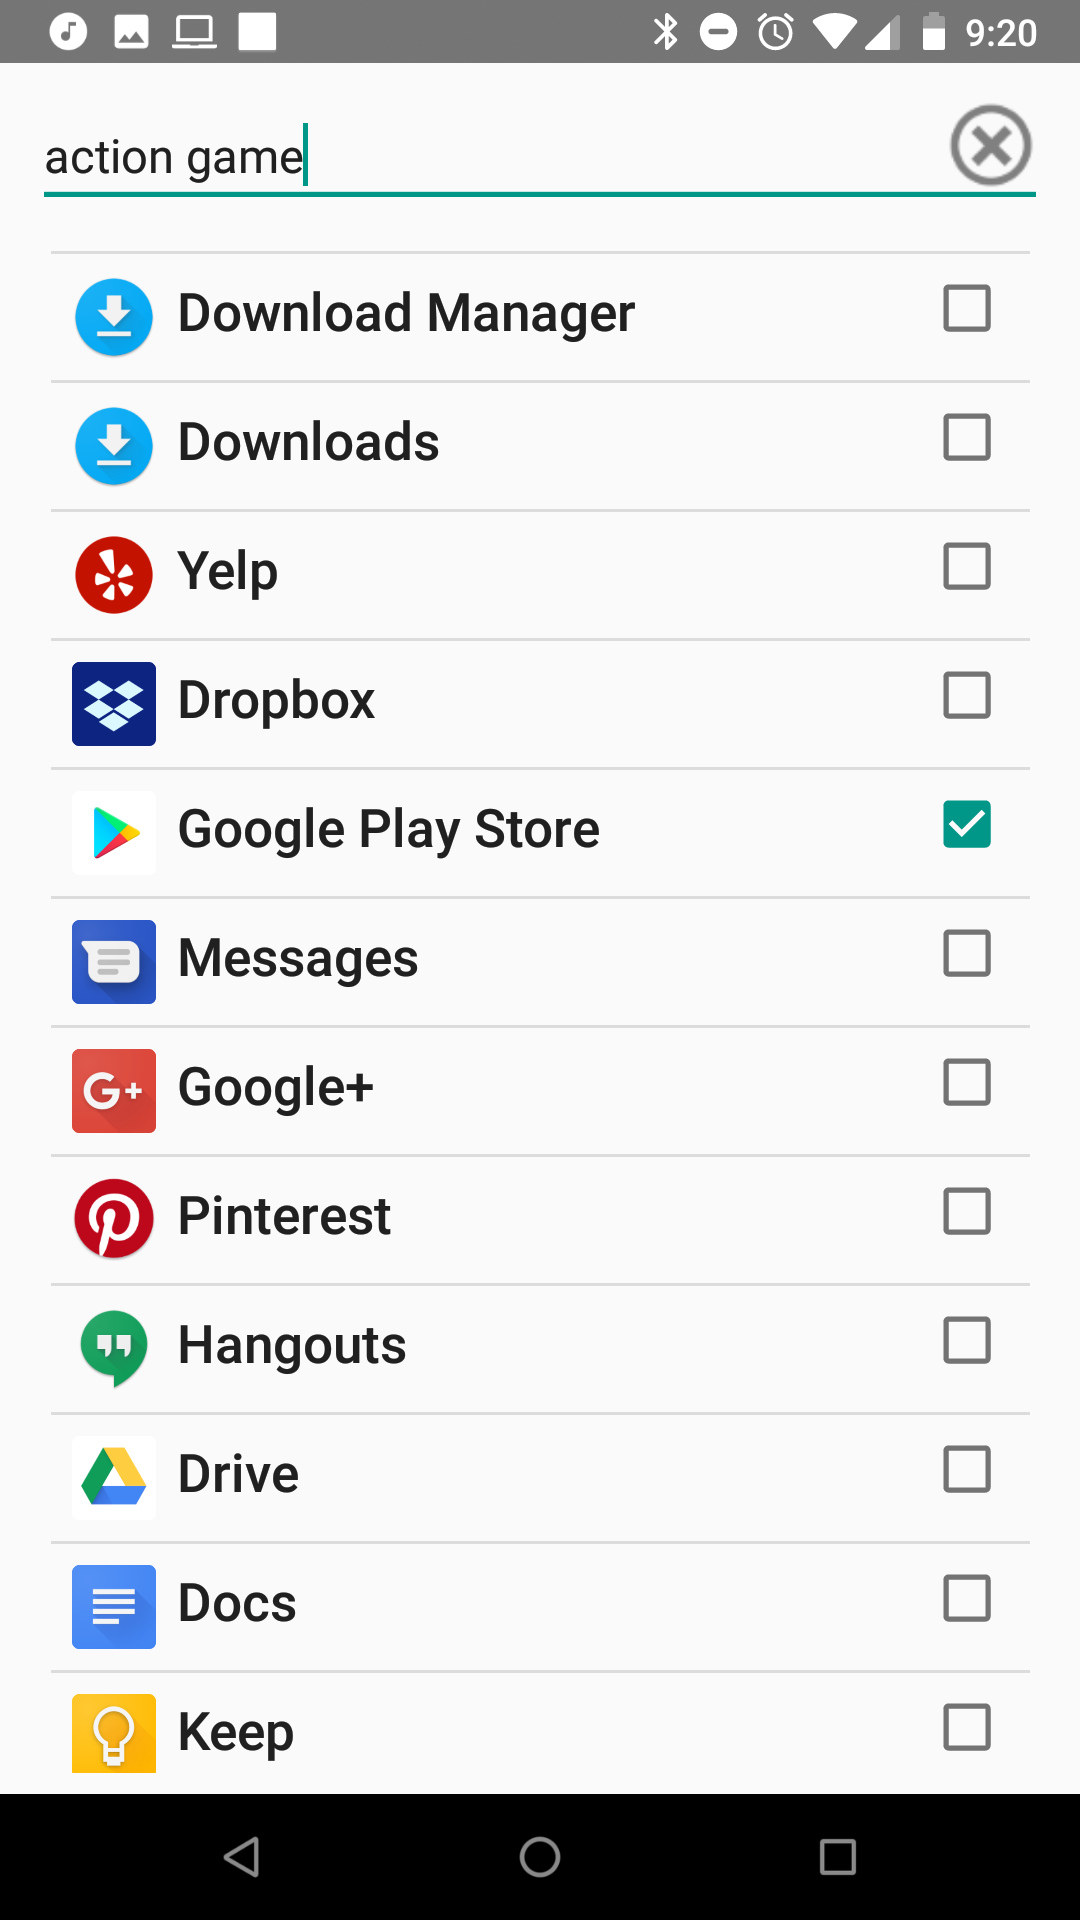 9:20
action game
Download Manager
Downloads
Yelp
Dropbox
Google Play Store
Messages
G+ Google+
Pinterest
Hangouts
Drive
Docs
Keep